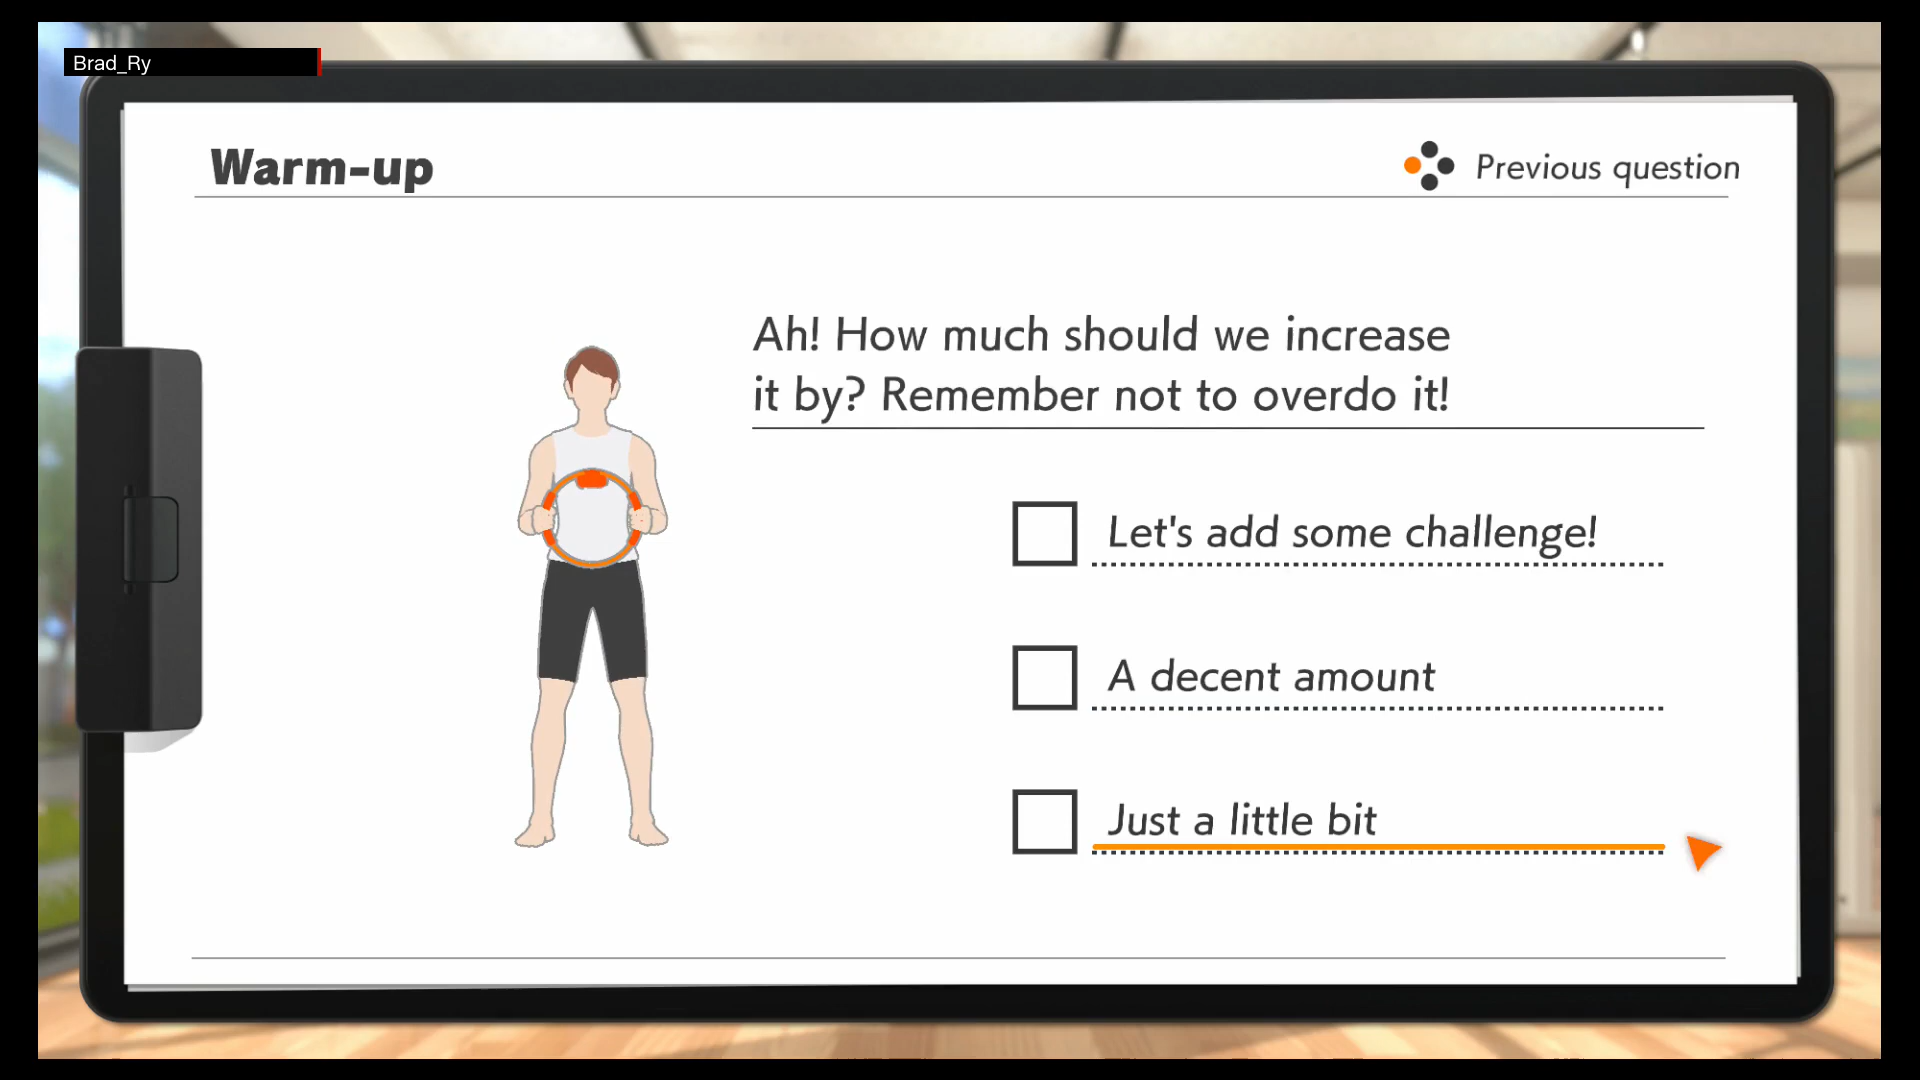 Brad_Ry
Warm-up
Previous question
Ah! How much should we increase
it by? Remember not to overdo it!
Let's add some challenge!
A decent amount
Just a little bit